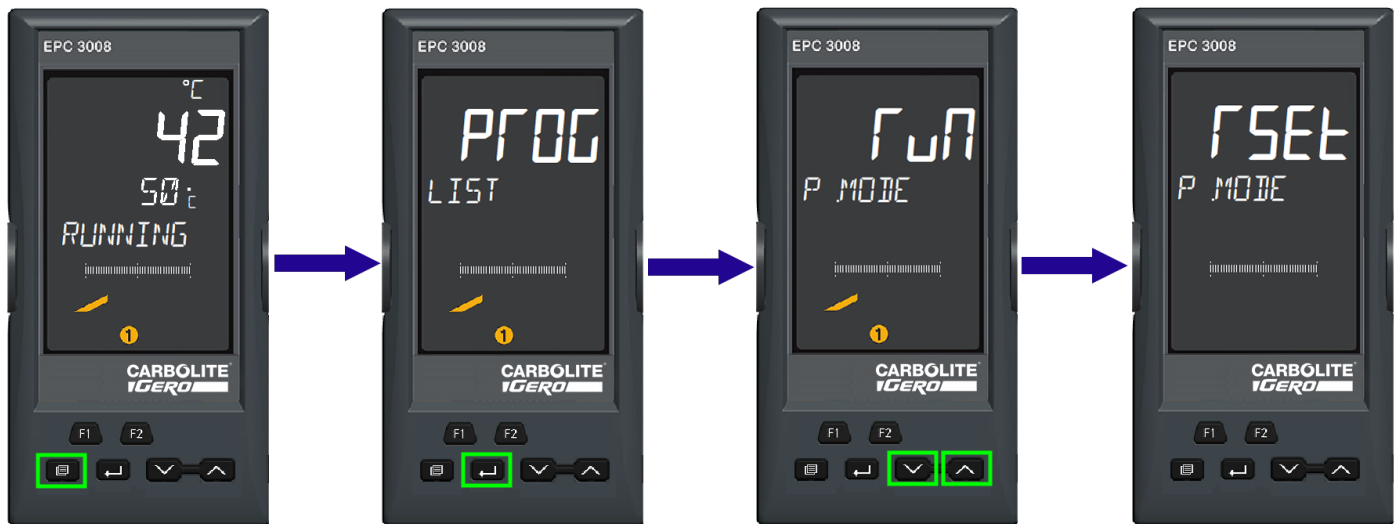 EPC 3008
°C
42
50 °C
RUNNING
1
CARBOLITE
GERO
F1 F2
EPC 3008
PrOG
LIST
1
CARBOLITE
GERO
F1 F2
EPC 3008
run
P.MODE
1
CARBOLITE
GERO
F1 F2
EPC 3008
rSEt
P.MODE
CARBOLITE
GERO
F1 F2